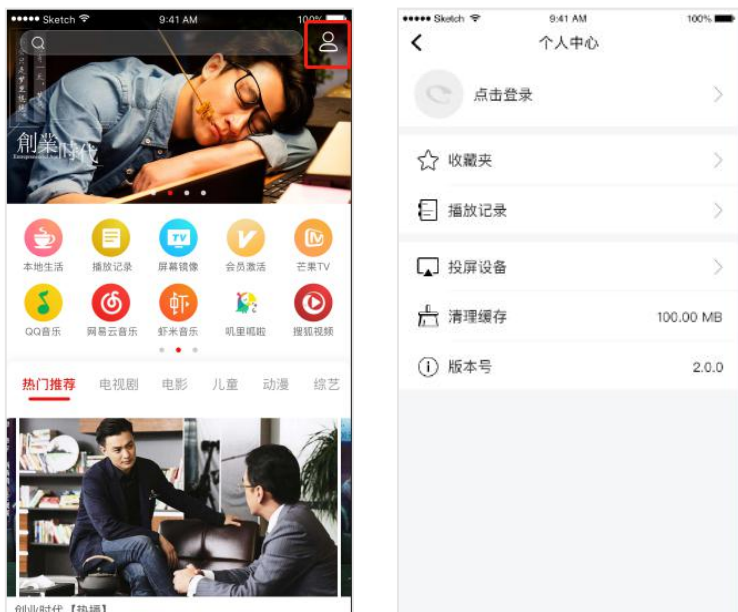 Sketch 9:41 AM 100%
創業時代
Entrepreneurial Age
本地生活 播放记录 屏幕镜像 会员激活 芒果TV
QQ音乐 网易云音乐 虾米音乐 叽里呱啦 搜狐视频
热门推荐 电视剧 电影 儿童 动漫 综艺
创业时代【热播】
Sketch 9:41 AM 100%
个人中心
点击登录
收藏夹
播放记录
投屏设备
清理缓存 100.00 MB
版本号 2.0.0